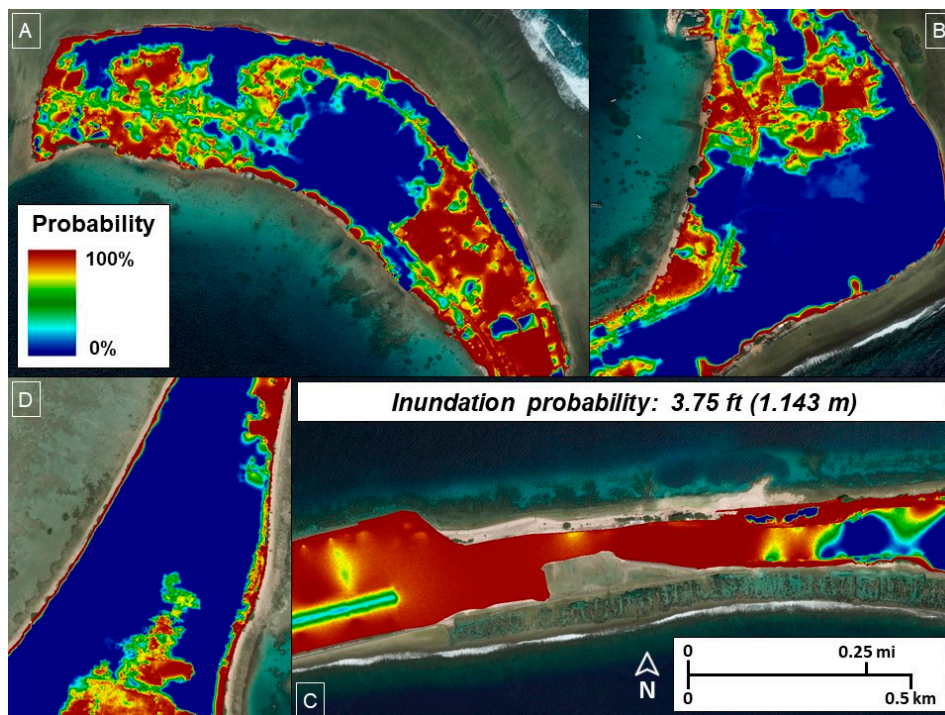 A
B
Probability
100%
0%
D
Inundation probability: 3.75 ft (1.143 m)
C
N
0 0.25 mi
0 0.5 km